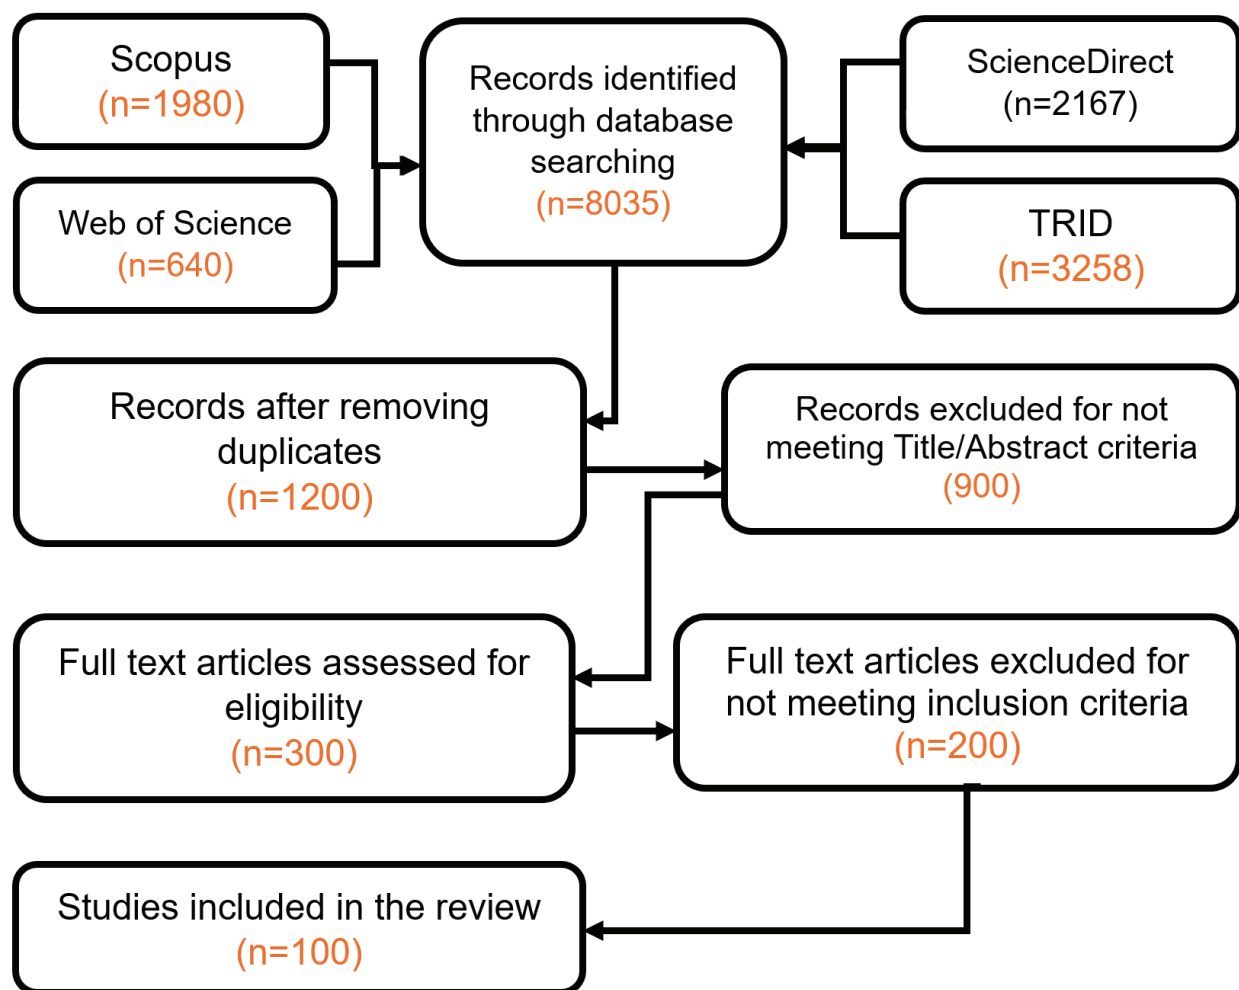 Scopus
(n=1980)
Web of Science
(n=640)
Records identified
through database
searching
(n=8035)
ScienceDirect
(n=2167)
TRID
(n=3258)
Records after removing
duplicates
(n=1200)
Records excluded for not
meeting Title/Abstract criteria
(900)
Full text articles assessed for
eligibility
(n=300)
Full text articles excluded for
not meeting inclusion criteria
(n=200)
Studies included in the review
(n=100)